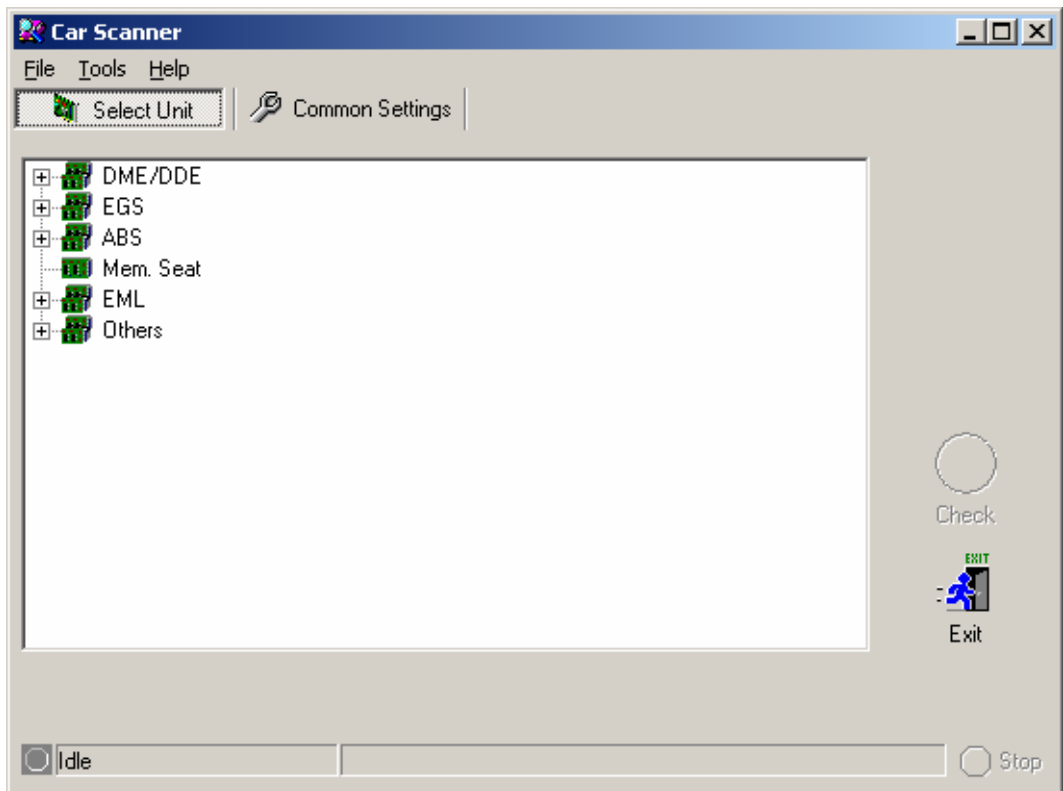 Car Scanner
File Tools Help
Select Unit Common Settings
DME/DDE
EGS
ABS
Mem. Seat
EML
Others
Check
EXIT
Exit
Idle Stop